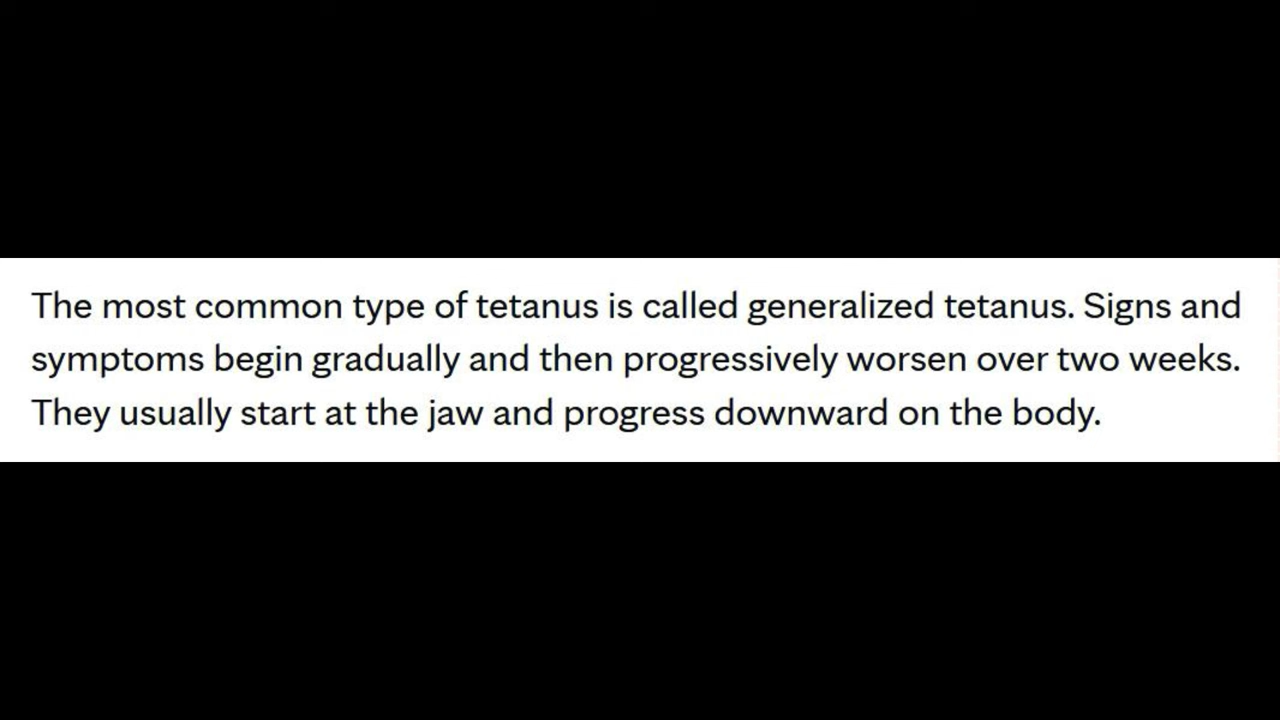 The most common type of tetanus is called generalized tetanus. Signs and
symptoms begin gradually and then progressively worsen over two weeks.
They usually start at the jaw and progress downward on the body.